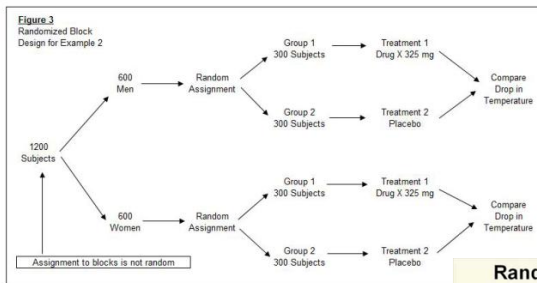 Figure 3
Randomized Block
Design for Example 2
1200
Subjects
600
Men
Random
Assignment
Group 1
300 Subjects
Treatment 1
Drug X 325 mg
Group 2
300 Subjects
Treatment 2
Placebo
Compare
Drop in
Temperature
600
Women
Random
Assignment
Group 1
300 Subjects
Treatment 1
Drug X 325 mg
Group 2
300 Subjects
Treatment 2
Placebo
Compare
Drop in
Temperature
Assignment to blocks is not random